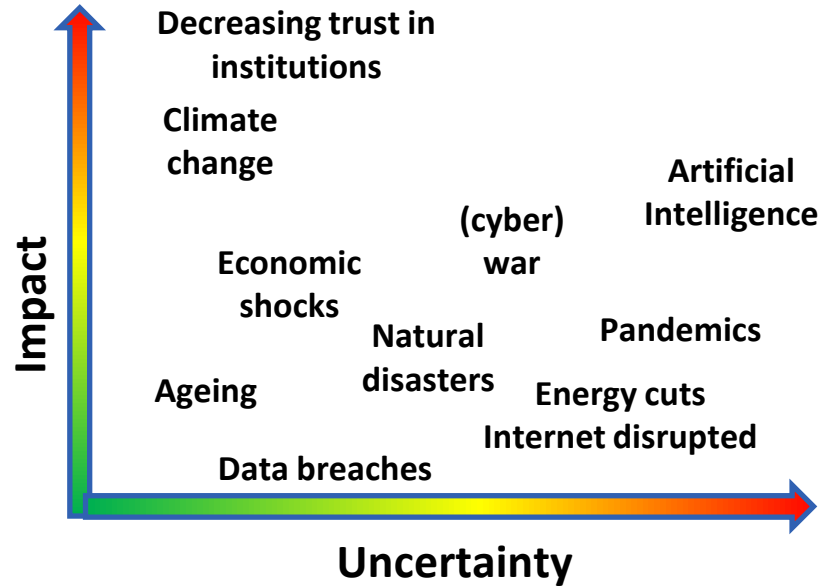 Decreasing trust in
institutions
Climate
change
Artificial
Intelligence
(cyber)
war
Economic
shocks
Natural
disasters
Pandemics
Ageing
Energy cuts
Internet disrupted
Data breaches
Impact
Uncertainty